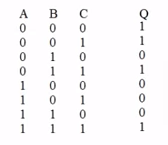 A B C Q
0 0 0 1
0 0 1 1
0 1 0 0
0 1 1 1
1 0 0 0
1 0 1 0
1 1 0 0
1 1 1 1